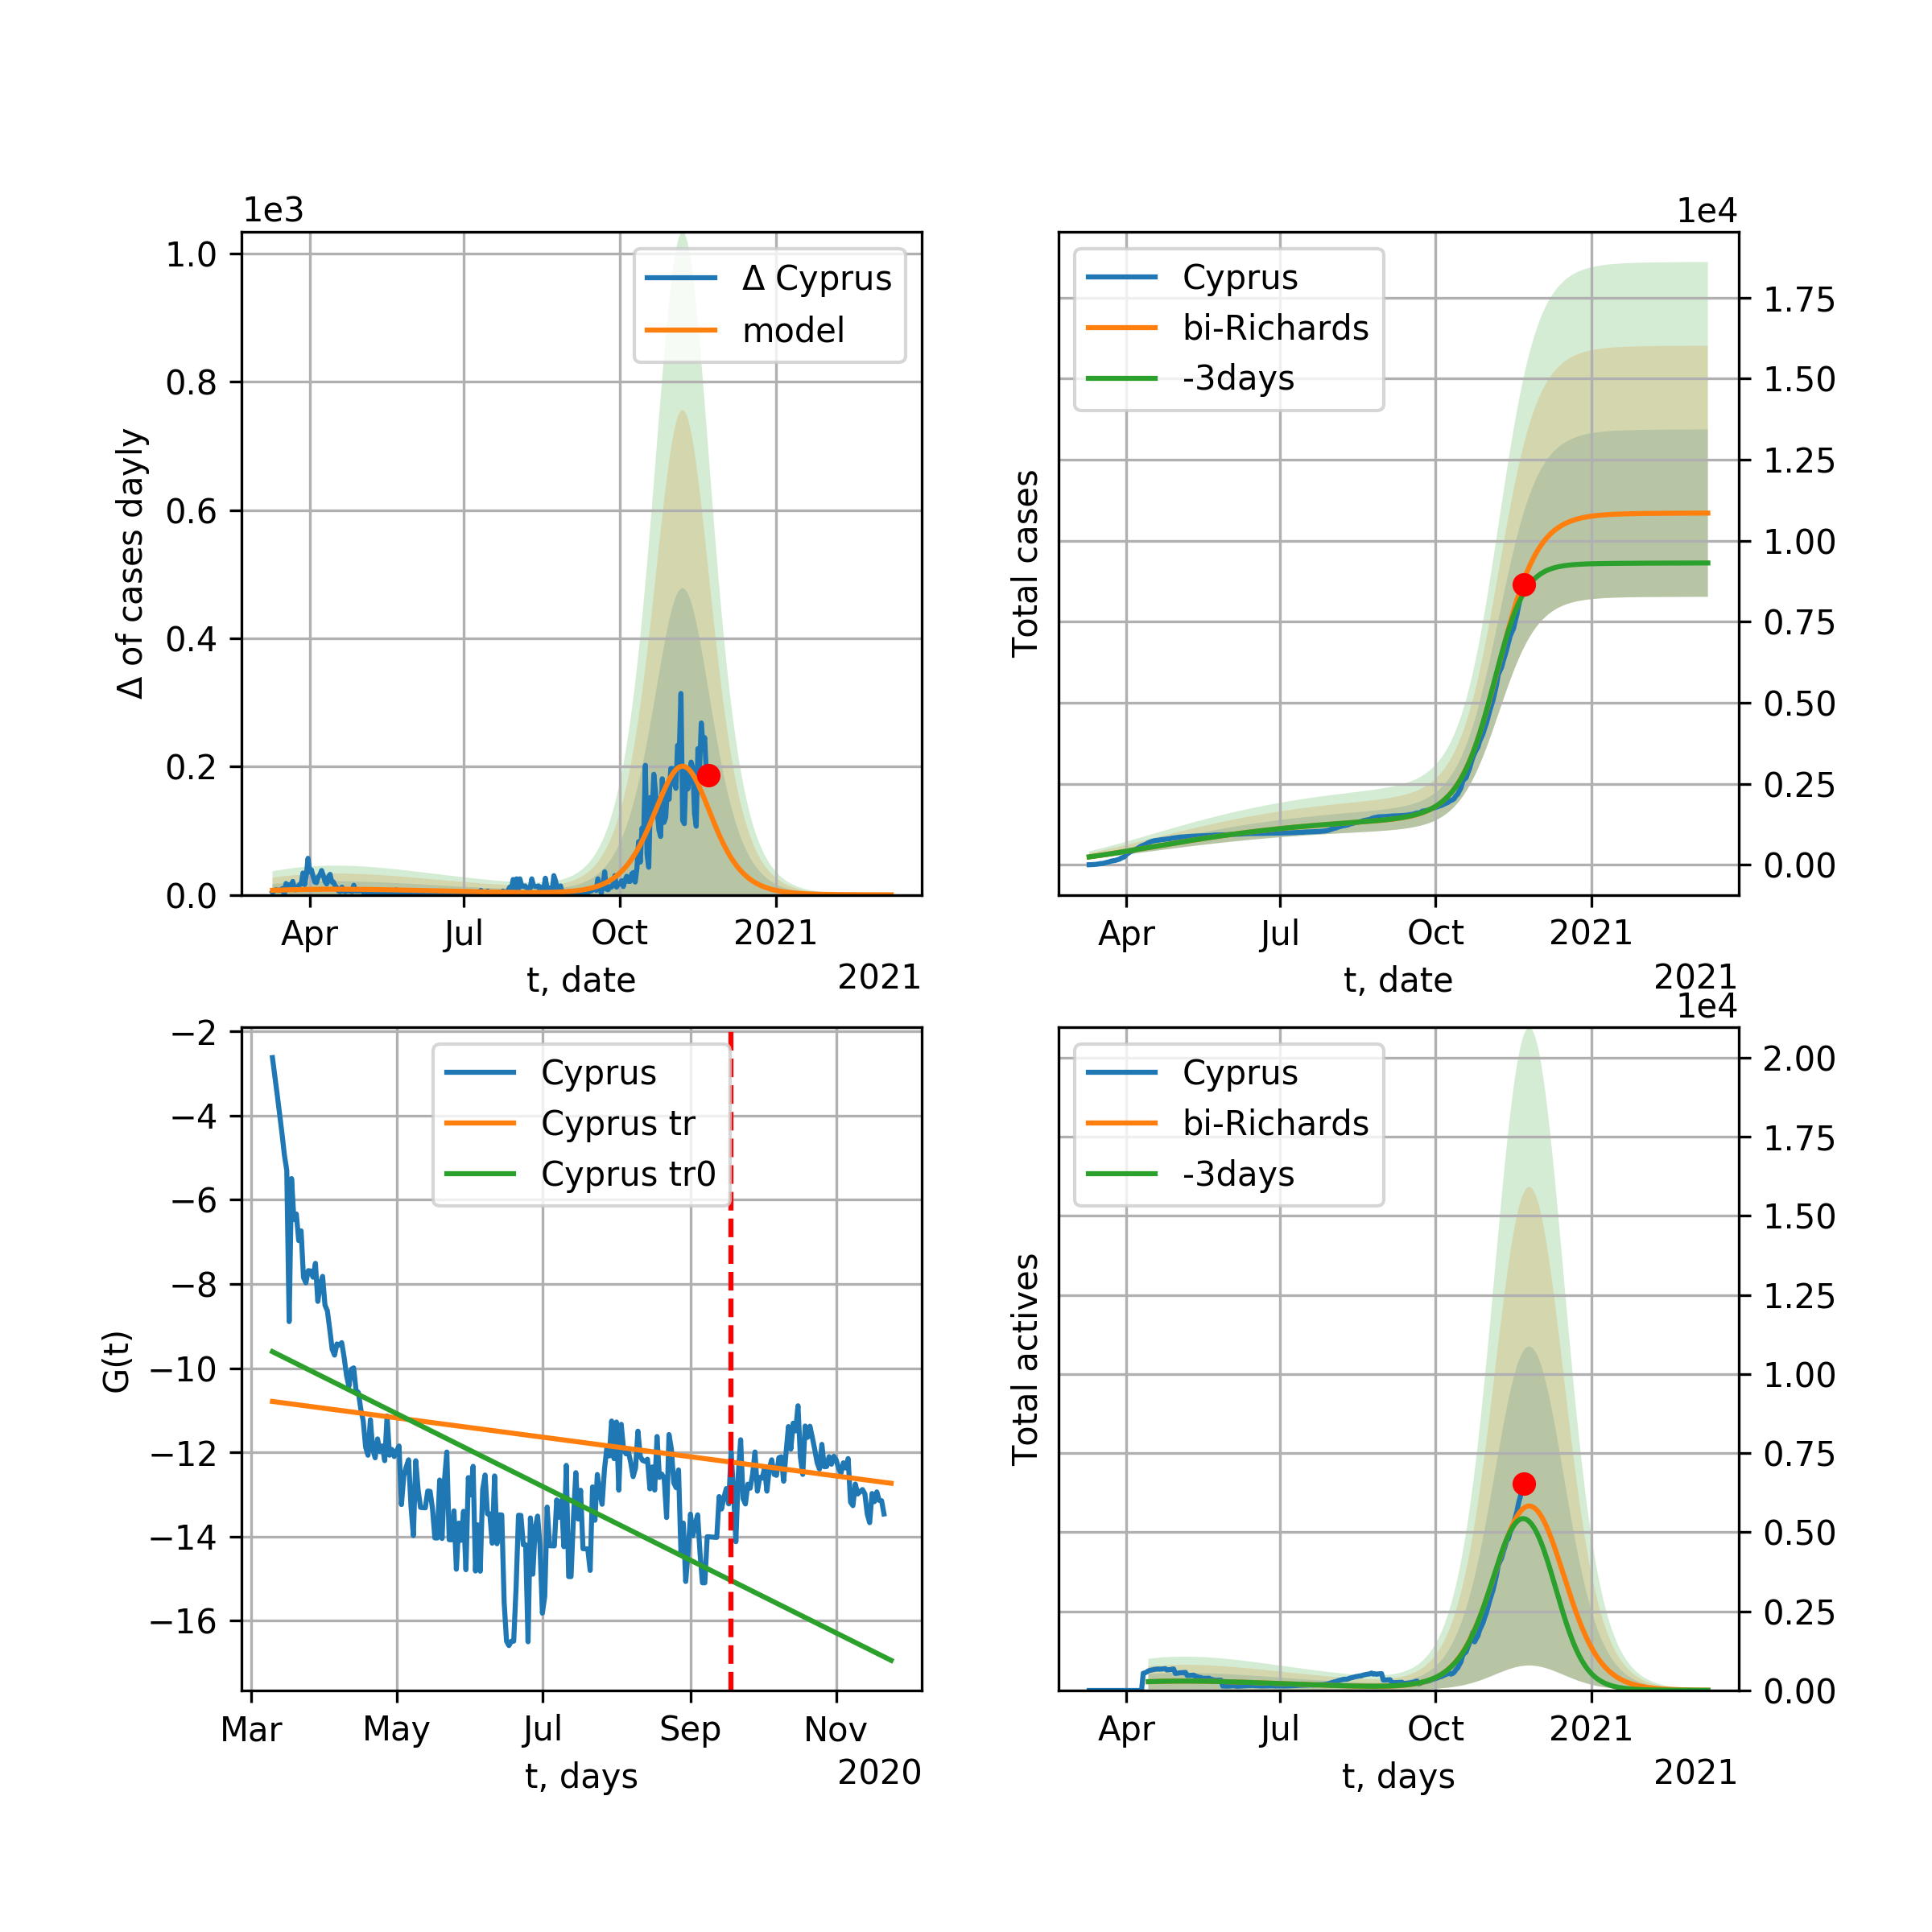 1e3
Δ of cases dayly
1.0
0.8
0.6
0.4
0.2
0.0
Δ Cyprus
model
Apr
Jul
Oct
2021
t, date
2021
1e4
Total cases
Cyprus
bi-Richards
-3days
1.75
1.50
1.25
1.00
0.75
0.50
0.25
0.00
Apr
Jul
Oct
2021
t, date
2021
G(t)
−2
−4
−6
−8
−10
−12
−14
−16
Cyprus
Cyprus tr
Cyprus tr0
Mar
May
Jul
Sep
Nov
t, days
2020
1e4
Total actives
Cyprus
bi-Richards
-3days
2.00
1.75
1.50
1.25
1.00
0.75
0.50
0.25
0.00
Apr
Jul
Oct
2021
t, days
2021